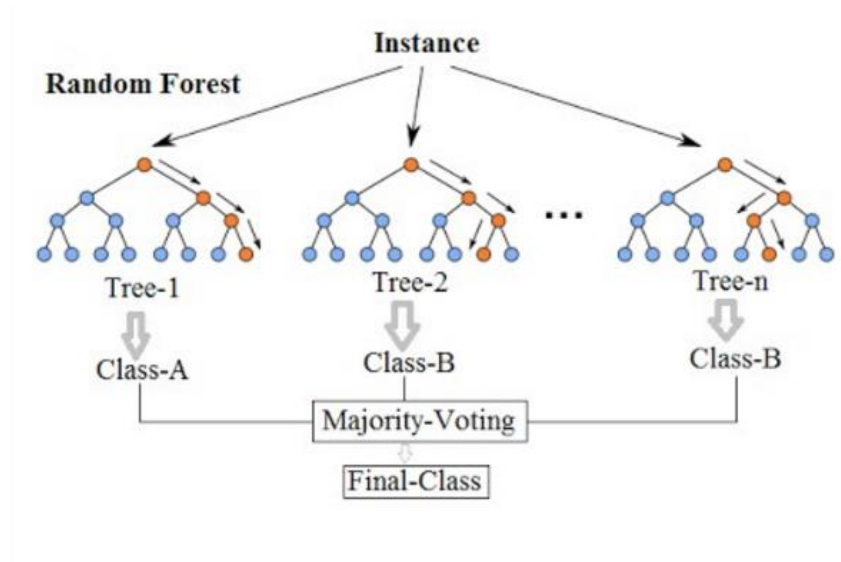 Instance
Random Forest
...
Tree-1
Tree-2
Tree-n
Class-A
Class-B
Class-B
Majority-Voting
Final-Class